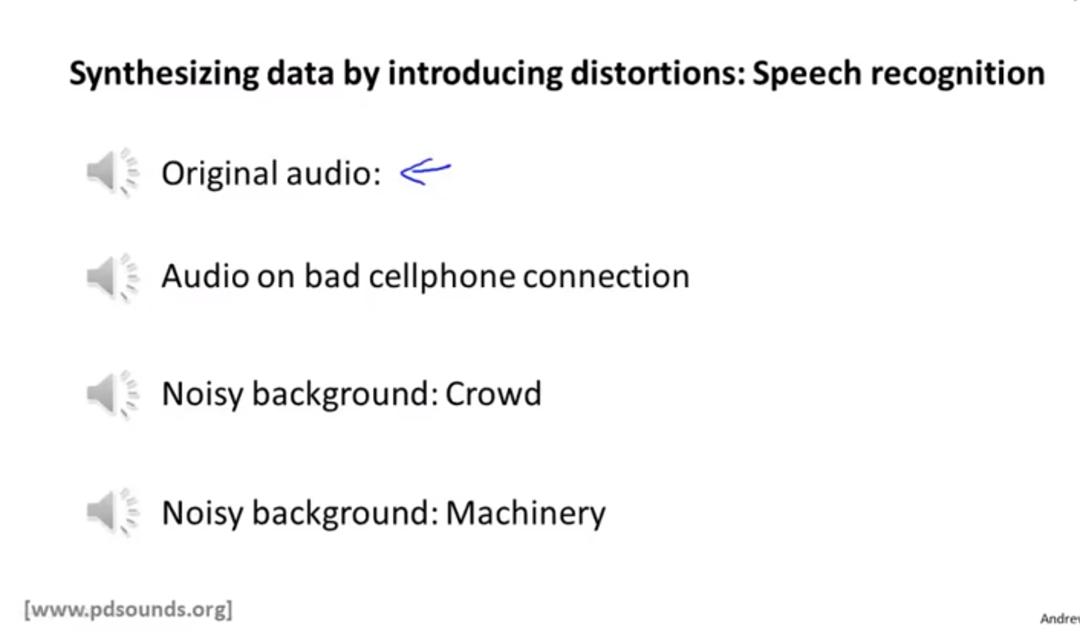 Synthesizing data by introducing distortions: Speech recognition
Original audio:
Audio on bad cellphone connection
Noisy background: Crowd
Noisy background: Machinery
[www.pdsounds.org]
Andrew